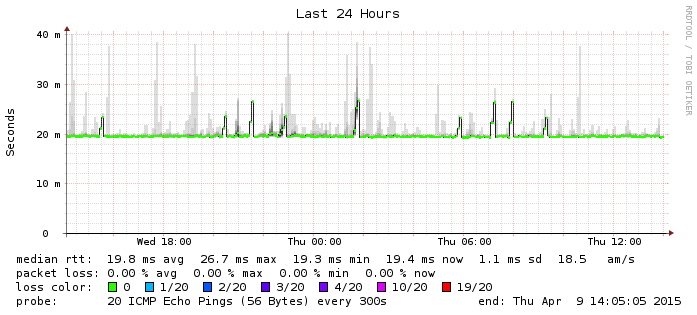 Last 24 Hours
RRDTOOL / TOBI OETIKER
Seconds
40 m
30 m
20 m
10 m
0
Wed 18:00 Thu 00:00 Thu 06:00 Thu 12:00
median rtt: 19.8 ms avg 26.7 ms max 19.3 ms min 19.4 ms now 1.1 ms sd 18.5 am/s
packet loss: 0.00 % avg 0.00 % max 0.00 % min 0.00 % now
loss color: 0 1/20 2/20 3/20 4/20 10/20 19/20
probe: 20 ICMP Echo Pings (56 Bytes) every 300s end: Thu Apr 9 14:05:05 2015